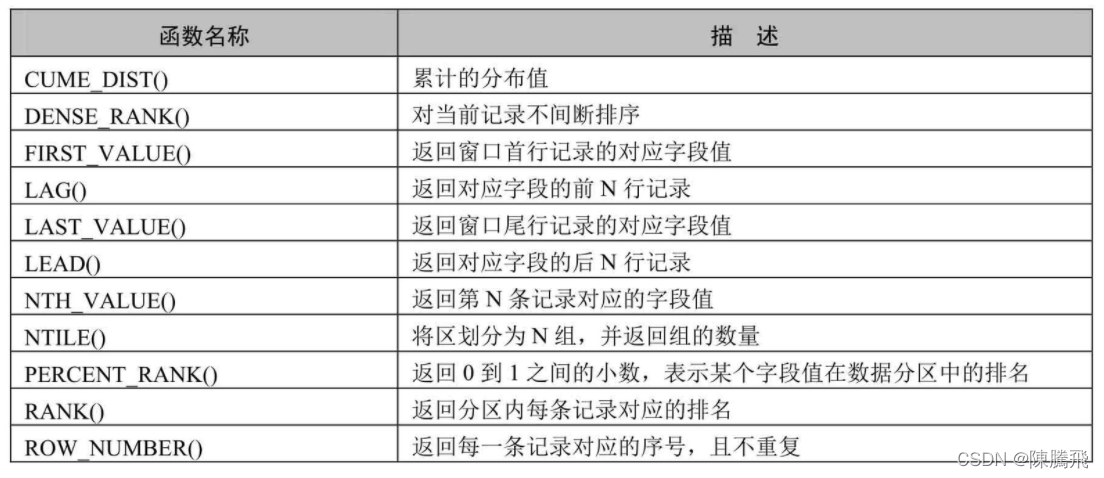 函数名称 描 述
CUME_DIST() 累计的分布值
DENSE_RANK() 对当前记录不间断排序
FIRST_VALUE() 返回窗口首行记录的对应字段值
LAG() 返回对应字段的前 N 行记录
LAST_VALUE() 返回窗口尾行记录的对应字段值
LEAD() 返回对应字段的后 N 行记录
NTH_VALUE() 返回第 N 条记录对应的字段值
NTILE() 将区划分为 N 组，并返回组的数量
PERCENT_RANK() 返回 0 到 1 之间的小数，表示某个字段值在数据分区中的排名
RANK() 返回分区内每条记录对应的排名
ROW_NUMBER() 返回每一条记录对应的序号，且不重复
CSDN @陳騰飛